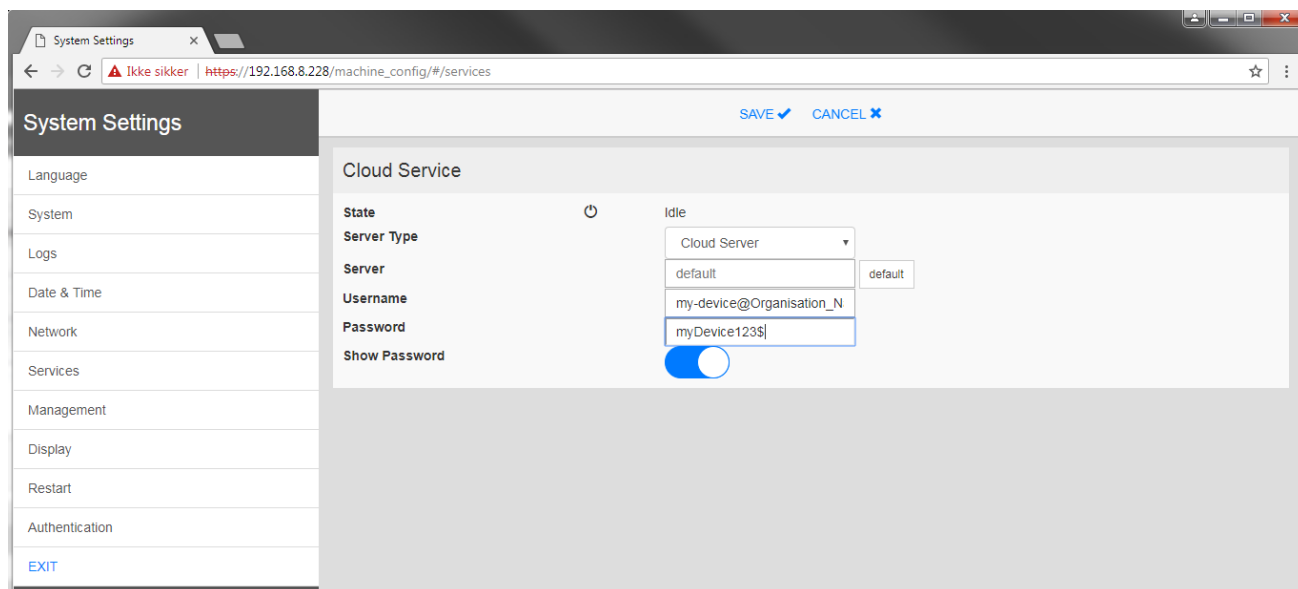 System Settings
Ikke sikker | https://192.168.8.228/machine_config/#/services
System Settings
SAVE CANCEL
Language
System
Logs
Date & Time
Network
Services
Management
Display
Restart
Authentication
EXIT
Cloud Service
State Idle
Server Type Cloud Server
Server default default
Username my-device@Organisation_N
Password myDevice123$
Show Password